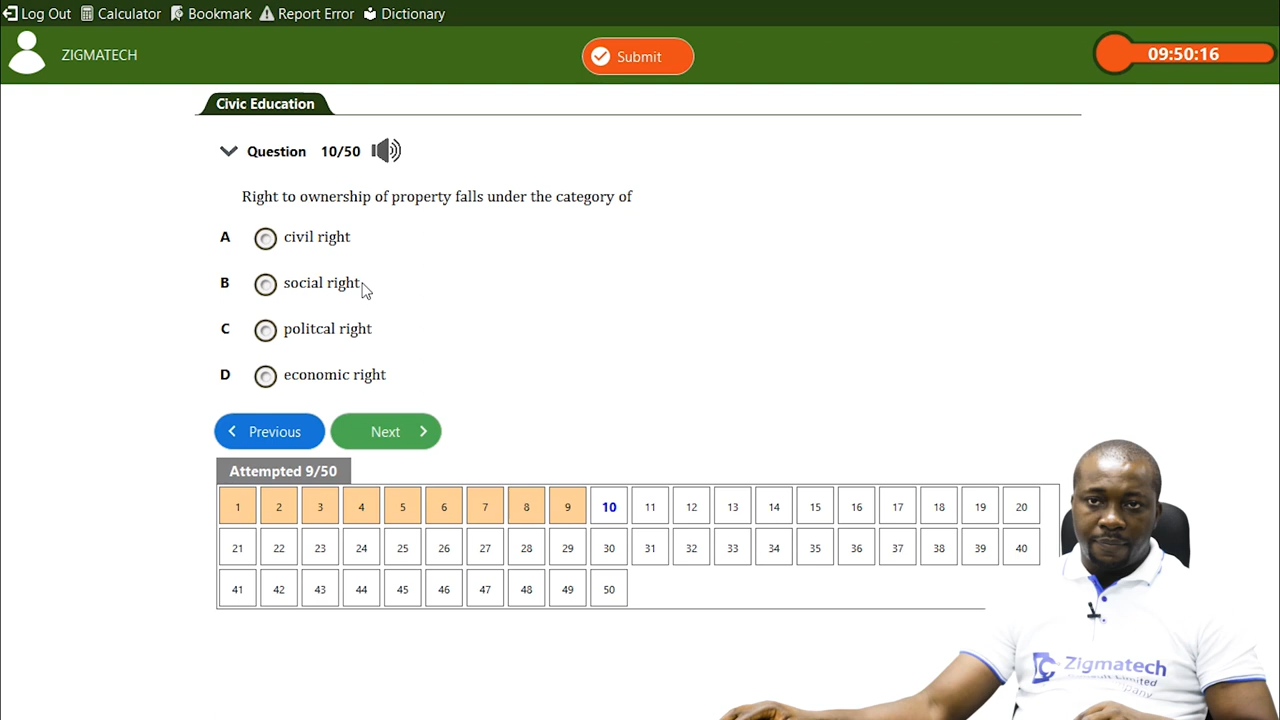 Log Out Calculator Bookmark Report Error Dictionary
ZIGMATECH
Submit
09:50:16
Civic Education
Question 10/50
Right to ownership of property falls under the category of
A civil right
B social right
C politcal right
D economic right
Previous
Next
Attempted 9/50
1 2 3 4 5 6 7 8 9 10 11 12 13 14 15 16 17 18 19 20
21 22 23 24 25 26 27 28 29 30 31 32 33 34 35 36 37 38 39 40
41 42 43 44 45 46 47 48 49 50
Zigmatech
Limited